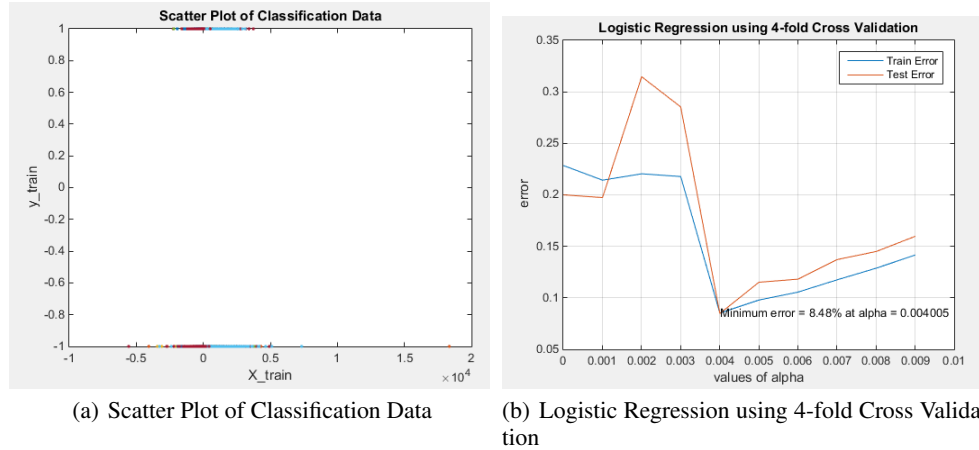 Scatter Plot of Classification Data
1
0.8
0.6
0.4
0.2
0
-0.2
-0.4
-0.6
-0.8
-1
y_train
-1 -0.5 0 0.5 1 1.5 2
X_train
×10^4
(a) Scatter Plot of Classification Data
Logistic Regression using 4-fold Cross Validation
0.35
0.3
0.25
0.2
0.15
0.1
0.05
error
Train Error
Test Error
Minimum error = 8.48% at alpha = 0.004005
0 0.001 0.002 0.003 0.004 0.005 0.006 0.007 0.008 0.009 0.01
values of alpha
(b) Logistic Regression using 4-fold Cross Valida
tion